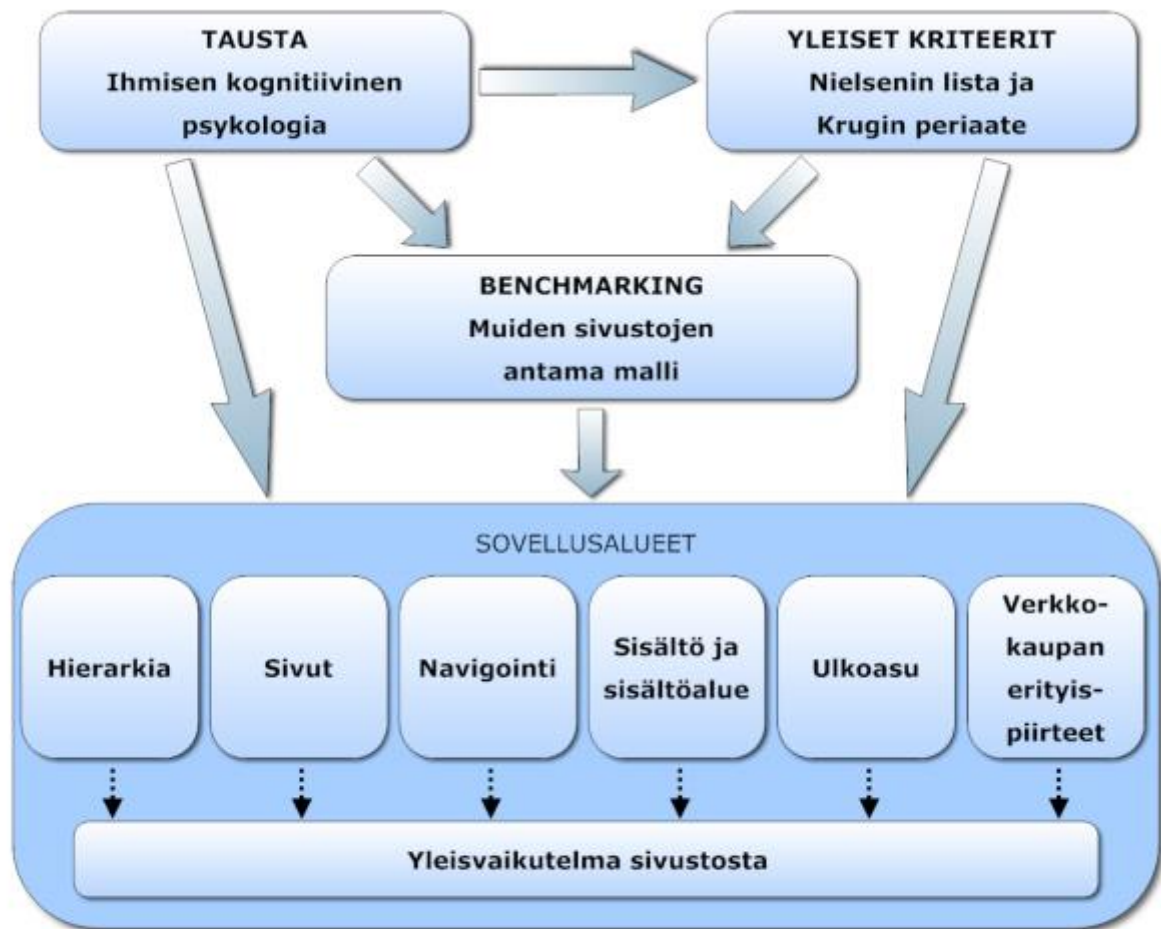 TAUSTA
Ihmisen kognitiivinen
psykologia
YLEISET KRITEERIT
Nielsenin lista ja
Krugin periaate
BENCHMARKING
Muiden sivustojen
antama malli
SOVELLUSALUEET
Hierarkia
Sivut
Navigointi
Sisältö ja
sisältöalue
Ulkoasu
Verkko-
kaupan
erityis-
piirteet
Yleisvaikutelma sivustosta